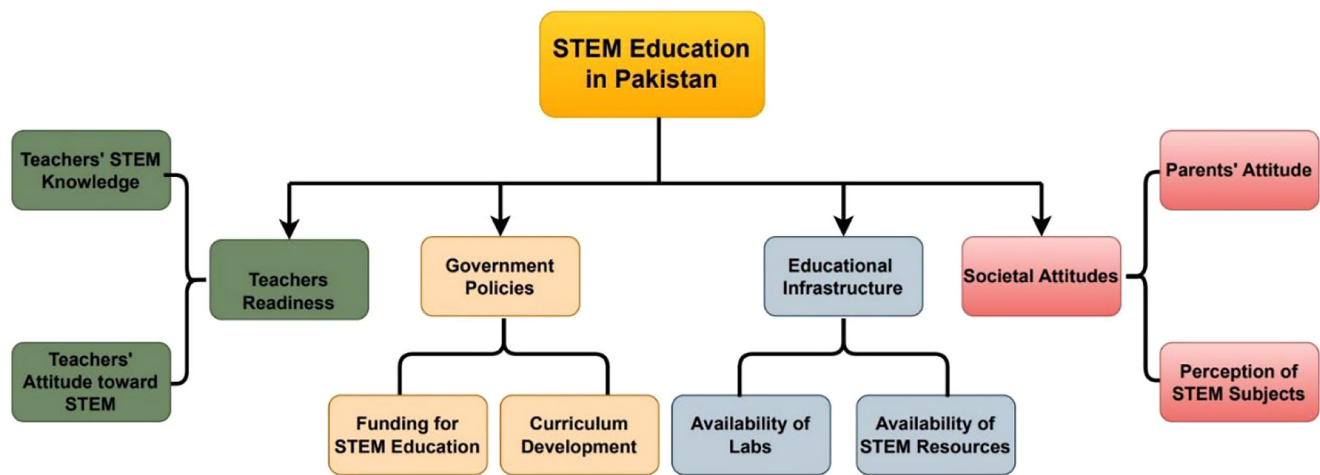 STEM Education
in Pakistan
Teachers' STEM
Knowledge
Parents' Attitude
Teachers
Readiness
Government
Policies
Educational
Infrastructure
Societal Attitudes
Teachers'
Attitude toward
STEM
Funding for
STEM Education
Curriculum
Development
Availability of
Labs
Availability of
STEM Resources
Perception of
STEM Subjects